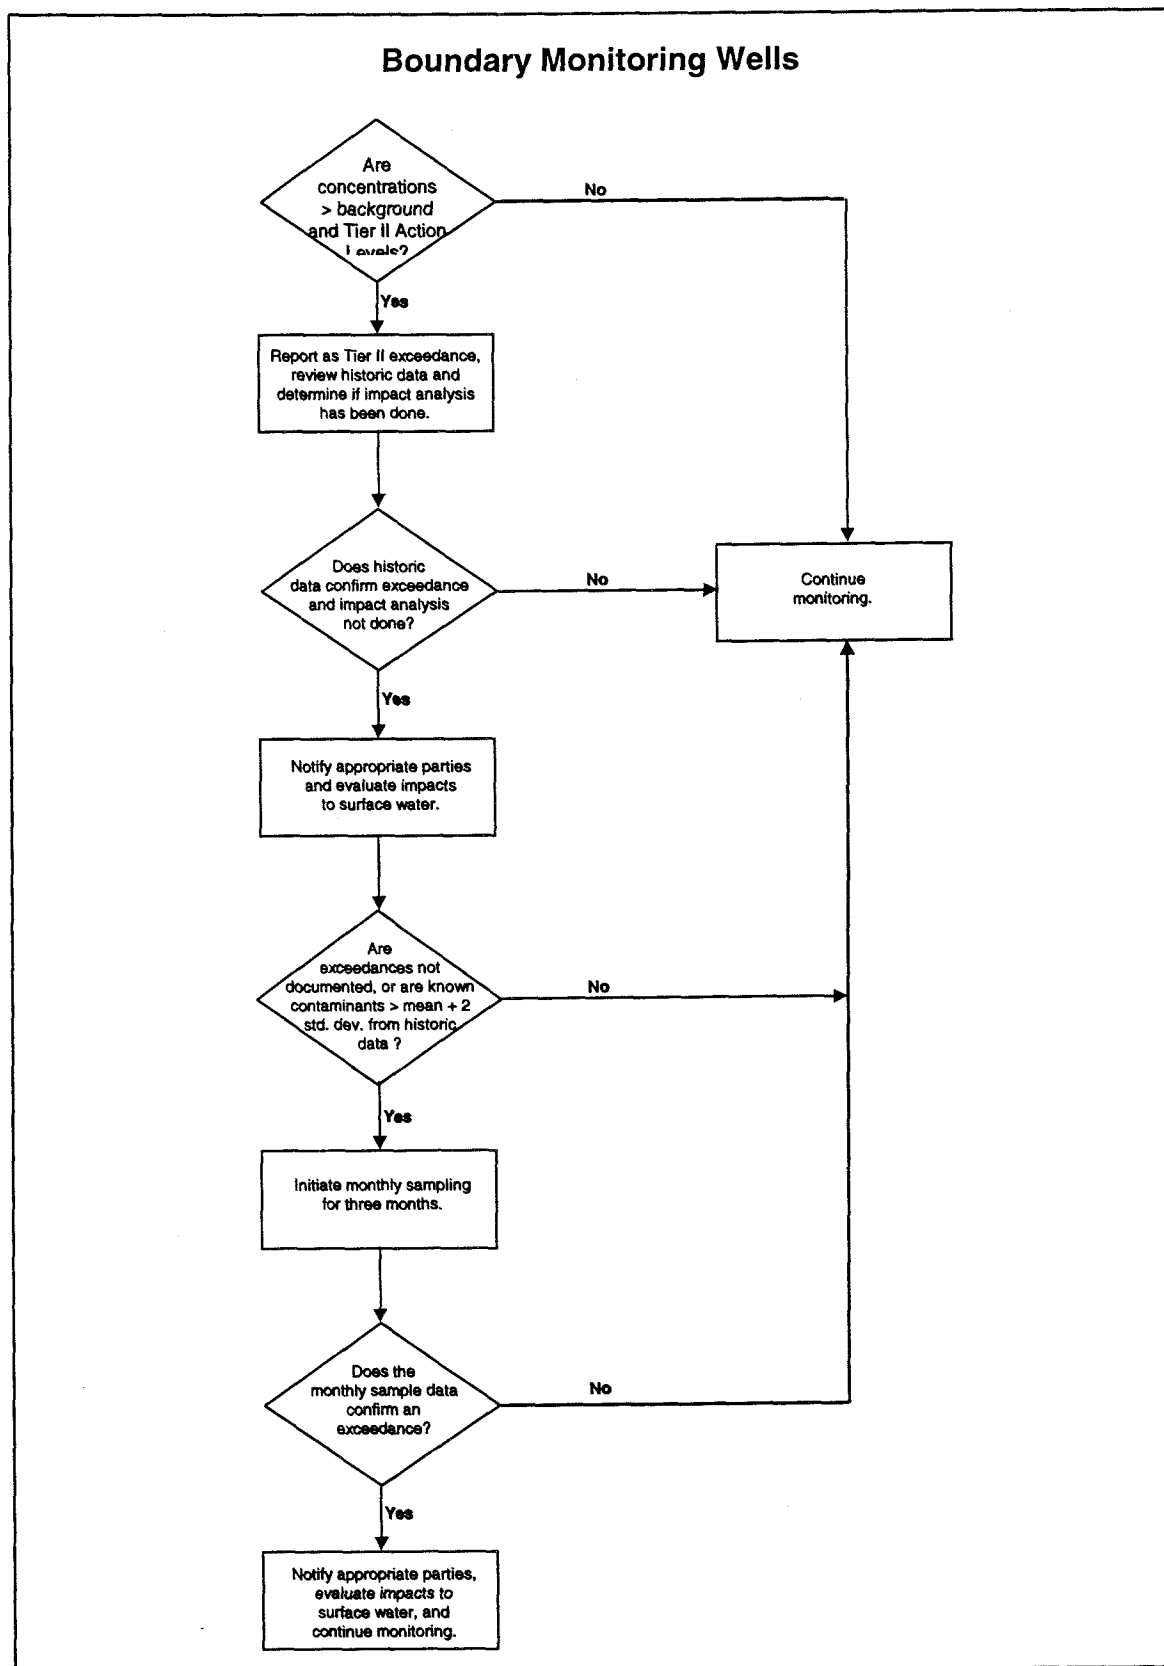 Boundary Monitoring Wells
Are
concentrations
> background
and Tier II Action
Levels?
No
Yes
Report as Tier II exceedance,
review historic data and
determine if impact analysis
has been done.
Does historic
data confirm exceedance
and impact analysis
not done?
No
Continue
monitoring.
Yes
Notify appropriate parties
and evaluate impacts
to surface water.
Are
exceedances not
documented, or are known
contaminants > mean + 2
std. dev. from historic
data ?
No
Yes
Initiate monthly sampling
for three months.
Does the
monthly sample data
confirm an
exceedance?
No
Yes
Notify appropriate parties,
evaluate impacts to
surface water, and
continue monitoring.